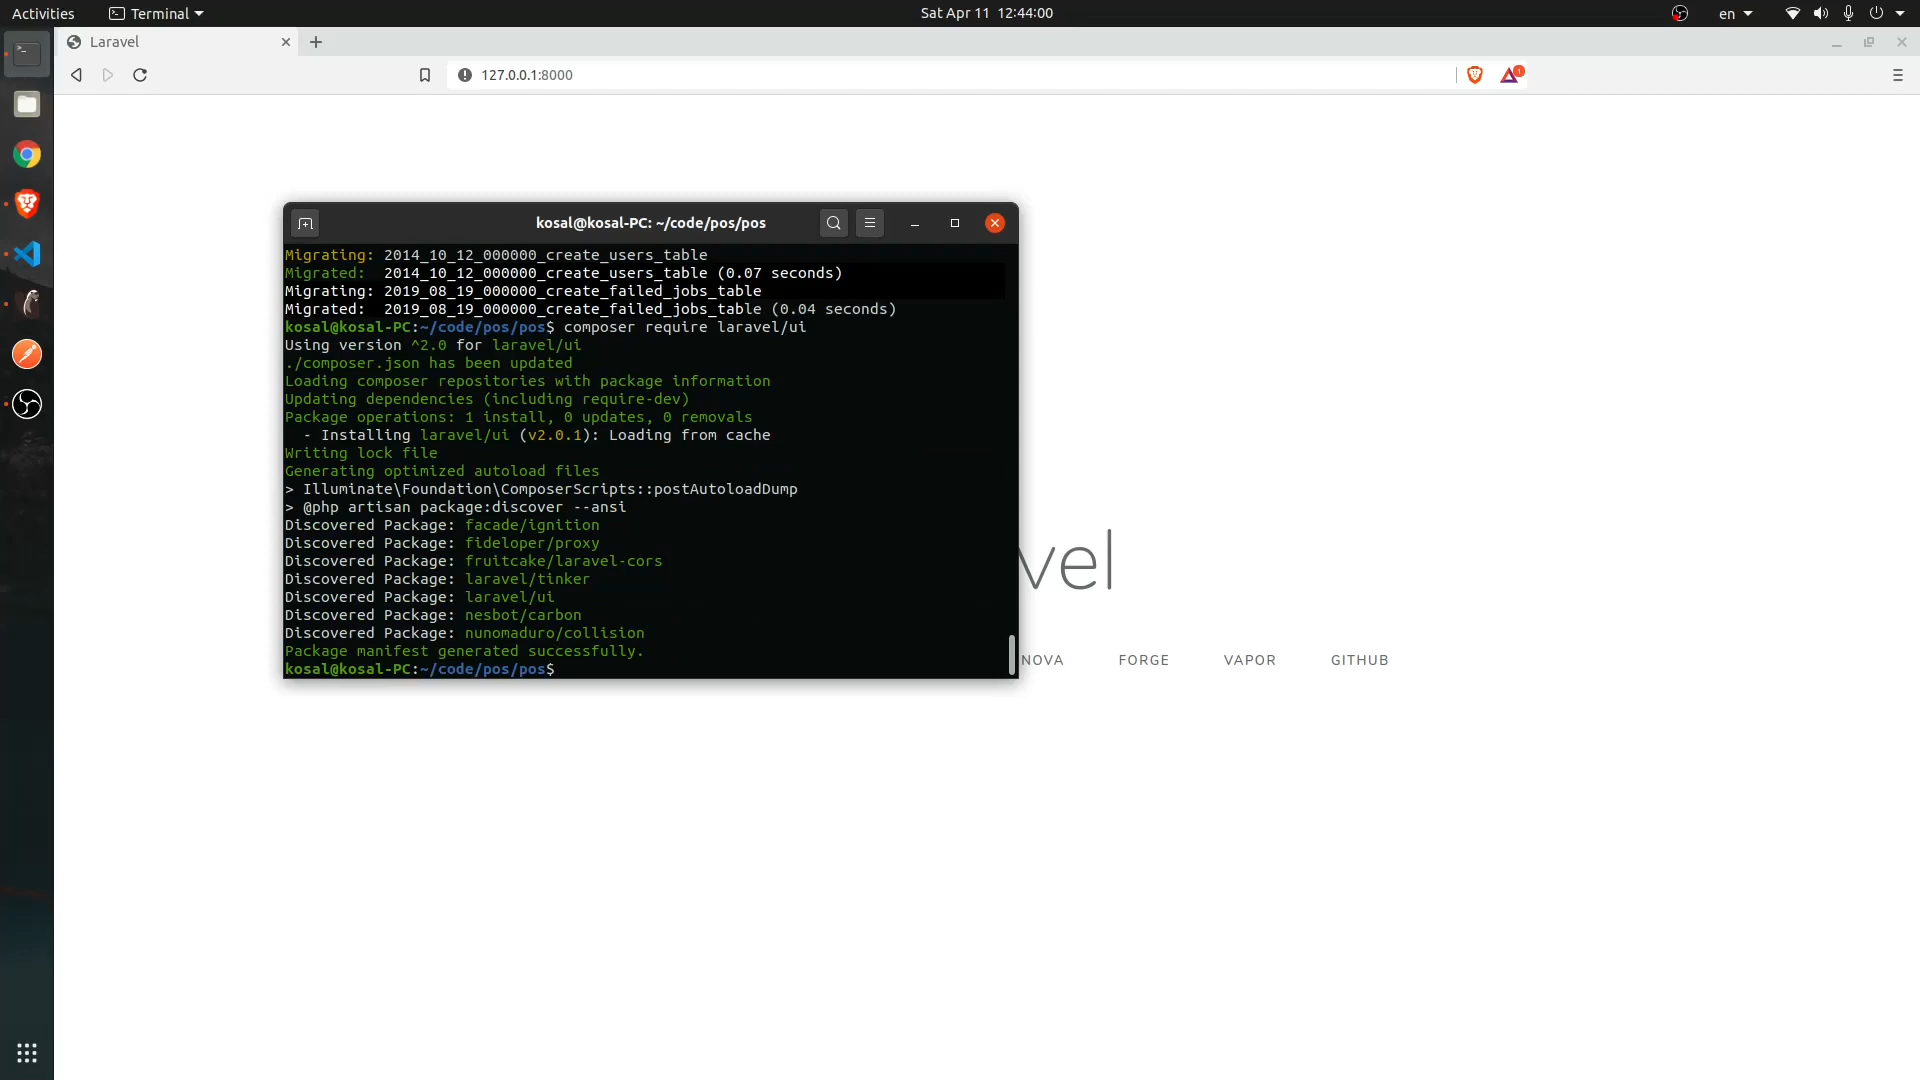 Activities
Terminal
Sat Apr 11 12:44:00
en
Laravel
127.0.0.1:8000
1
kosal@kosal-PC: ~/code/pos/pos
Migrating: 2014_10_12_000000_create_users_table
Migrated:  2014_10_12_000000_create_users_table (0.07 seconds)
Migrating: 2019_08_19_000000_create_failed_jobs_table
Migrated:  2019_08_19_000000_create_failed_jobs_table (0.04 seconds)
kosal@kosal-PC:~/code/pos/pos$ composer require laravel/ui
Using version ^2.0 for laravel/ui
./composer.json has been updated
Loading composer repositories with package information
Updating dependencies (including require-dev)
Package operations: 1 install, 0 updates, 0 removals
  - Installing laravel/ui (v2.0.1): Loading from cache
Writing lock file
Generating optimized autoload files
> Illuminate\Foundation\ComposerScripts::postAutoloadDump
> @php artisan package:discover --ansi
Discovered Package: facade/ignition
Discovered Package: fideloper/proxy
Discovered Package: fruitcake/laravel-cors
Discovered Package: laravel/tinker
Discovered Package: laravel/ui
Discovered Package: nesbot/carbon
Discovered Package: nunomaduro/collision
Package manifest generated successfully.
kosal@kosal-PC:~/code/pos/pos$
vel
NOVA FORGE VAPOR GITHUB